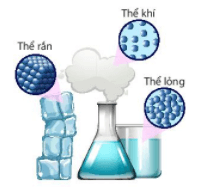 Thể khí
Thể rắn
Thể lỏng